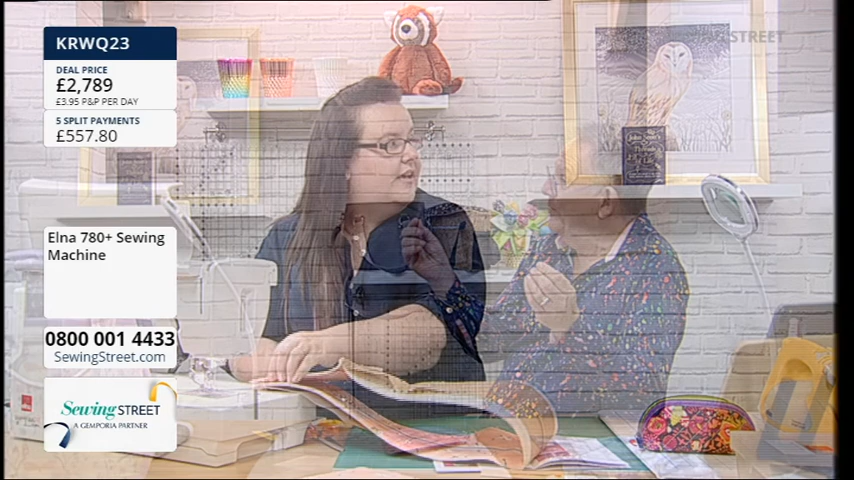 KRWQ23
STREET
DEAL PRICE
£2,789
£3.95 P&P PER DAY
5 SPLIT PAYMENTS
£557.80
Elna 780+ Sewing
Machine
0800 001 4433
SewingStreet.com
Sewing STREET
A GEMPORIA PARTNER